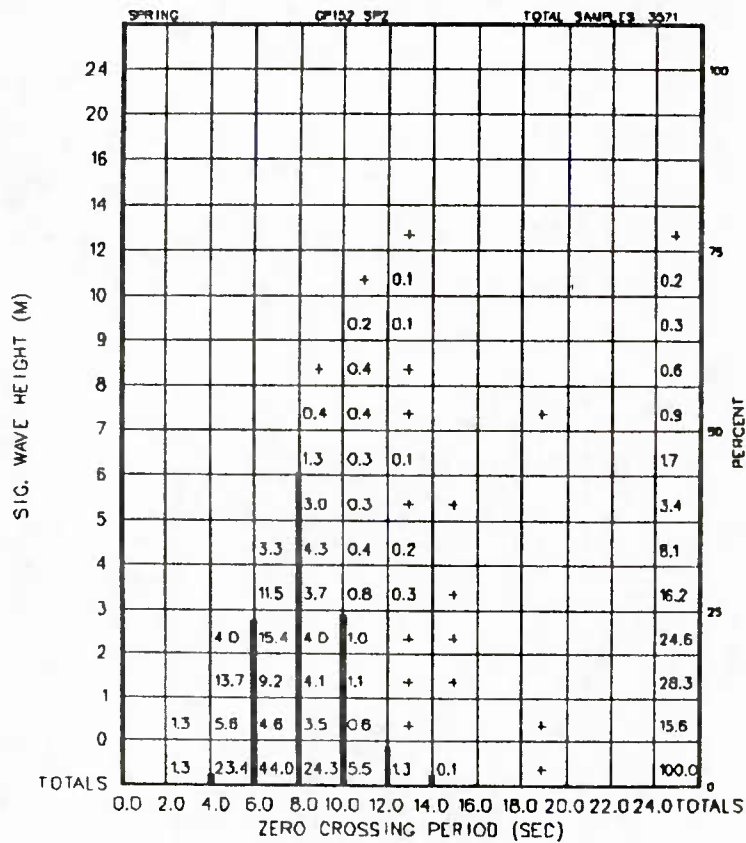 SPRING GP152 SP2 TOTAL SAMPLES 3571
24 100
20
16
14
12 + + 75
10 + 0.1 0.2
9 0.2 0.1 0.3
8 + 0.4 + 0.6
7 0.4 0.4 + + 0.9
6 1.3 0.3 0.1 1.7 50
5 3.0 0.3 + + 3.4
4 3.3 4.3 0.4 0.2 8.1
3 11.5 3.7 0.8 0.3 + 16.2 25
2 4.0 15.4 4.0 1.0 + + 24.6
1 13.7 9.2 4.1 1.1 + + 28.3
0 1.3 5.6 4.6 3.5 0.6 + + 15.6
TOTALS 1.3 23.4 44.0 24.3 5.5 1.3 0.1 + 100.0 0
0.0 2.0 4.0 6.0 8.0 10.0 12.0 14.0 16.0 18.0 20.0 22.0 24.0 TOTALS
ZERO CROSSING PERIOD (SEC)
SIG. WAVE HEIGHT (M)
PERCENT